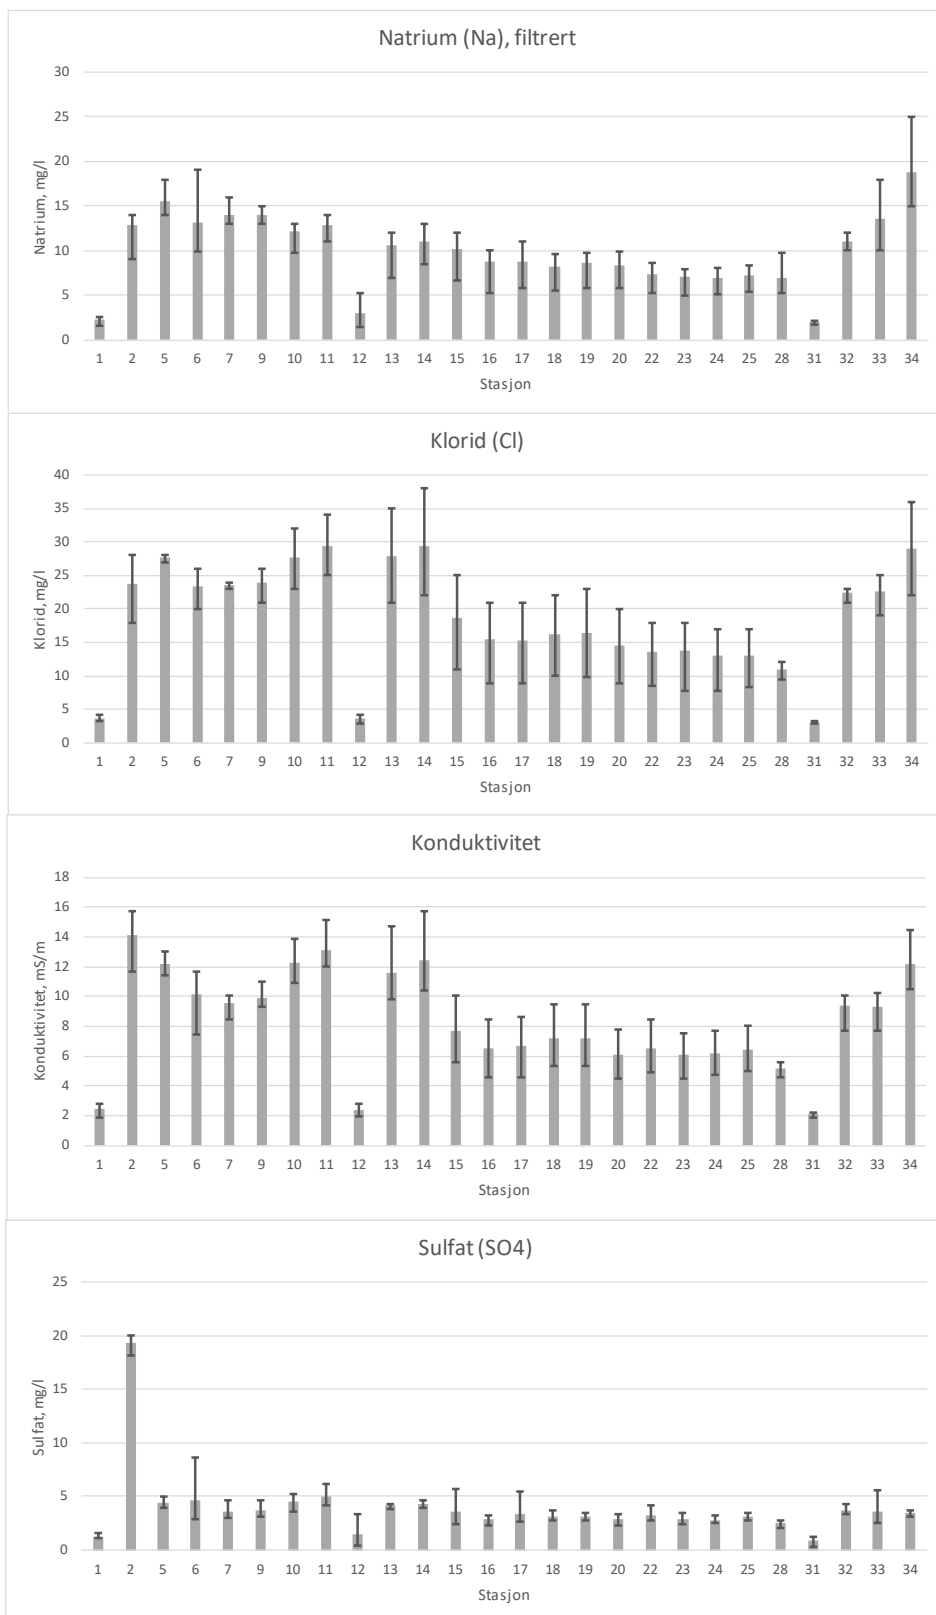 Natrium (Na), filtrert
30
25
20
15
10
5
0
Natrium, mg/l
1 2 5 6 7 9 10 11 12 13 14 15 16 17 18 19 20 22 23 24 25 28 31 32 33 34
Stasjon
Klorid (Cl)
40
35
30
25
20
15
10
5
0
Klorid, mg/l
1 2 5 6 7 9 10 11 12 13 14 15 16 17 18 19 20 22 23 24 25 28 31 32 33 34
Stasjon
Konduktivitet
18
16
14
12
10
8
6
4
2
0
Konduktivitet, mS/m
1 2 5 6 7 9 10 11 12 13 14 15 16 17 18 19 20 22 23 24 25 28 31 32 33 34
Stasjon
Sulfat (SO4)
25
20
15
10
5
0
Sulfat, mg/l
1 2 5 6 7 9 10 11 12 13 14 15 16 17 18 19 20 22 23 24 25 28 31 32 33 34
Stasjon